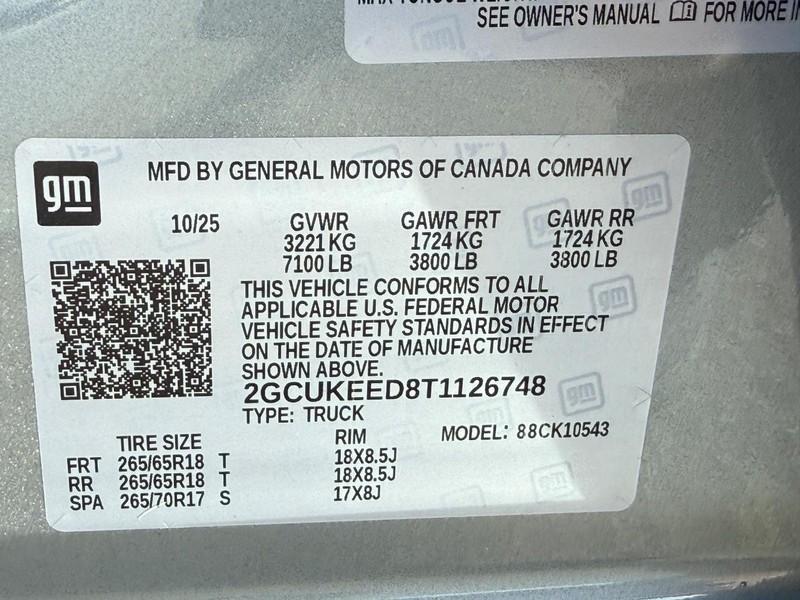 SEE OWNER'S MANUAL FOR MORE
gm
MFD BY GENERAL MOTORS OF CANADA COMPANY
10/25 GVWR GAWR FRT GAWR RR
3221 KG 1724 KG 1724 KG
7100 LB 3800 LB 3800 LB
THIS VEHICLE CONFORMS TO ALL
APPLICABLE U.S. FEDERAL MOTOR
VEHICLE SAFETY STANDARDS IN EFFECT
ON THE DATE OF MANUFACTURE
SHOWN ABOVE.
2GCUKEED8T1126748
TYPE: TRUCK
MODEL: 88CK10543
TIRE SIZE RIM
FRT 265/65R18 T 18X8.5J
RR 265/65R18 T 18X8.5J
SPA 265/70R17 S 17X8J